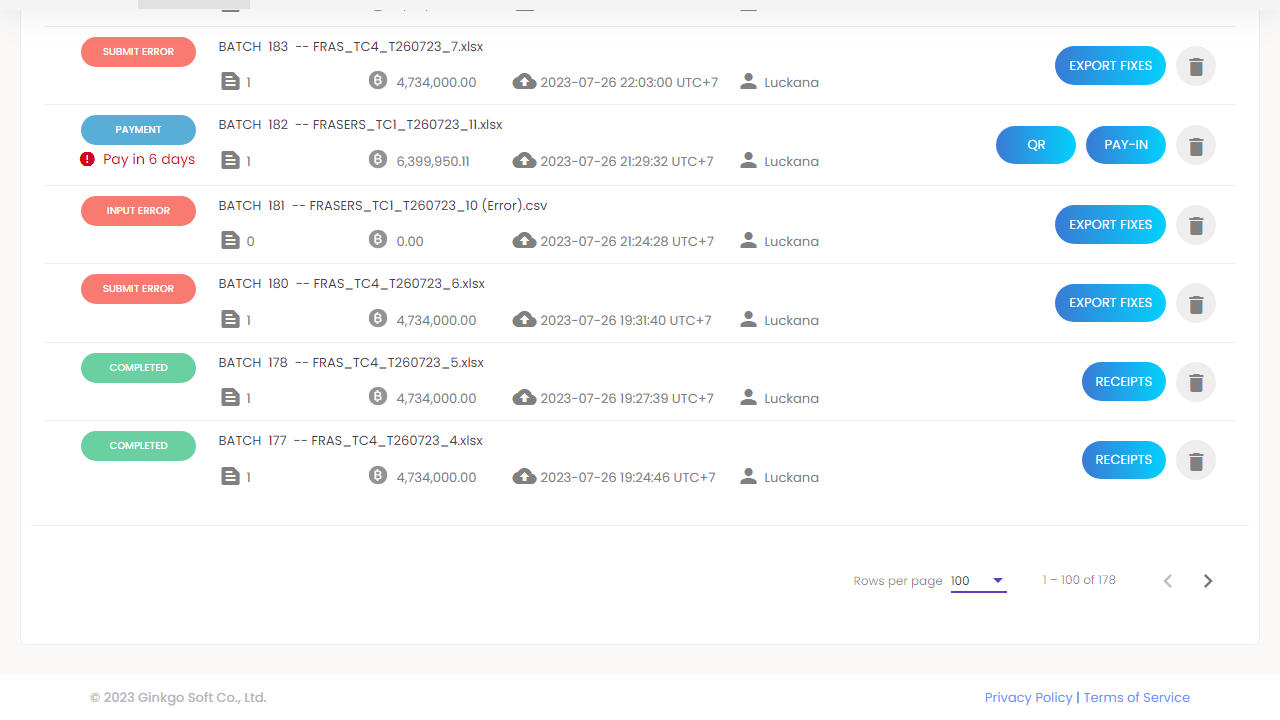 SUBMIT ERROR BATCH 183 -- FRAS_TC4_T260723_7.xlsx
1 4,734,000.00 2023-07-26 22:03:00 UTC+7 Luckana EXPORT FIXES
PAYMENT BATCH 182 -- FRASERS_TC1_T260723_11.xlsx
Pay in 6 days 1 6,399,950.11 2023-07-26 21:29:32 UTC+7 Luckana QR PAY-IN
INPUT ERROR BATCH 181 -- FRASERS_TC1_T260723_10 (Error).csv
0 0.00 2023-07-26 21:24:28 UTC+7 Luckana EXPORT FIXES
SUBMIT ERROR BATCH 180 -- FRAS_TC4_T260723_6.xlsx
1 4,734,000.00 2023-07-26 19:31:40 UTC+7 Luckana EXPORT FIXES
COMPLETED BATCH 178 -- FRAS_TC4_T260723_5.xlsx
1 4,734,000.00 2023-07-26 19:27:39 UTC+7 Luckana RECEIPTS
COMPLETED BATCH 177 -- FRAS_TC4_T260723_4.xlsx
1 4,734,000.00 2023-07-26 19:24:46 UTC+7 Luckana RECEIPTS
Rows per page 100 1 – 100 of 178
© 2023 Ginkgo Soft Co., Ltd. Privacy Policy | Terms of Service